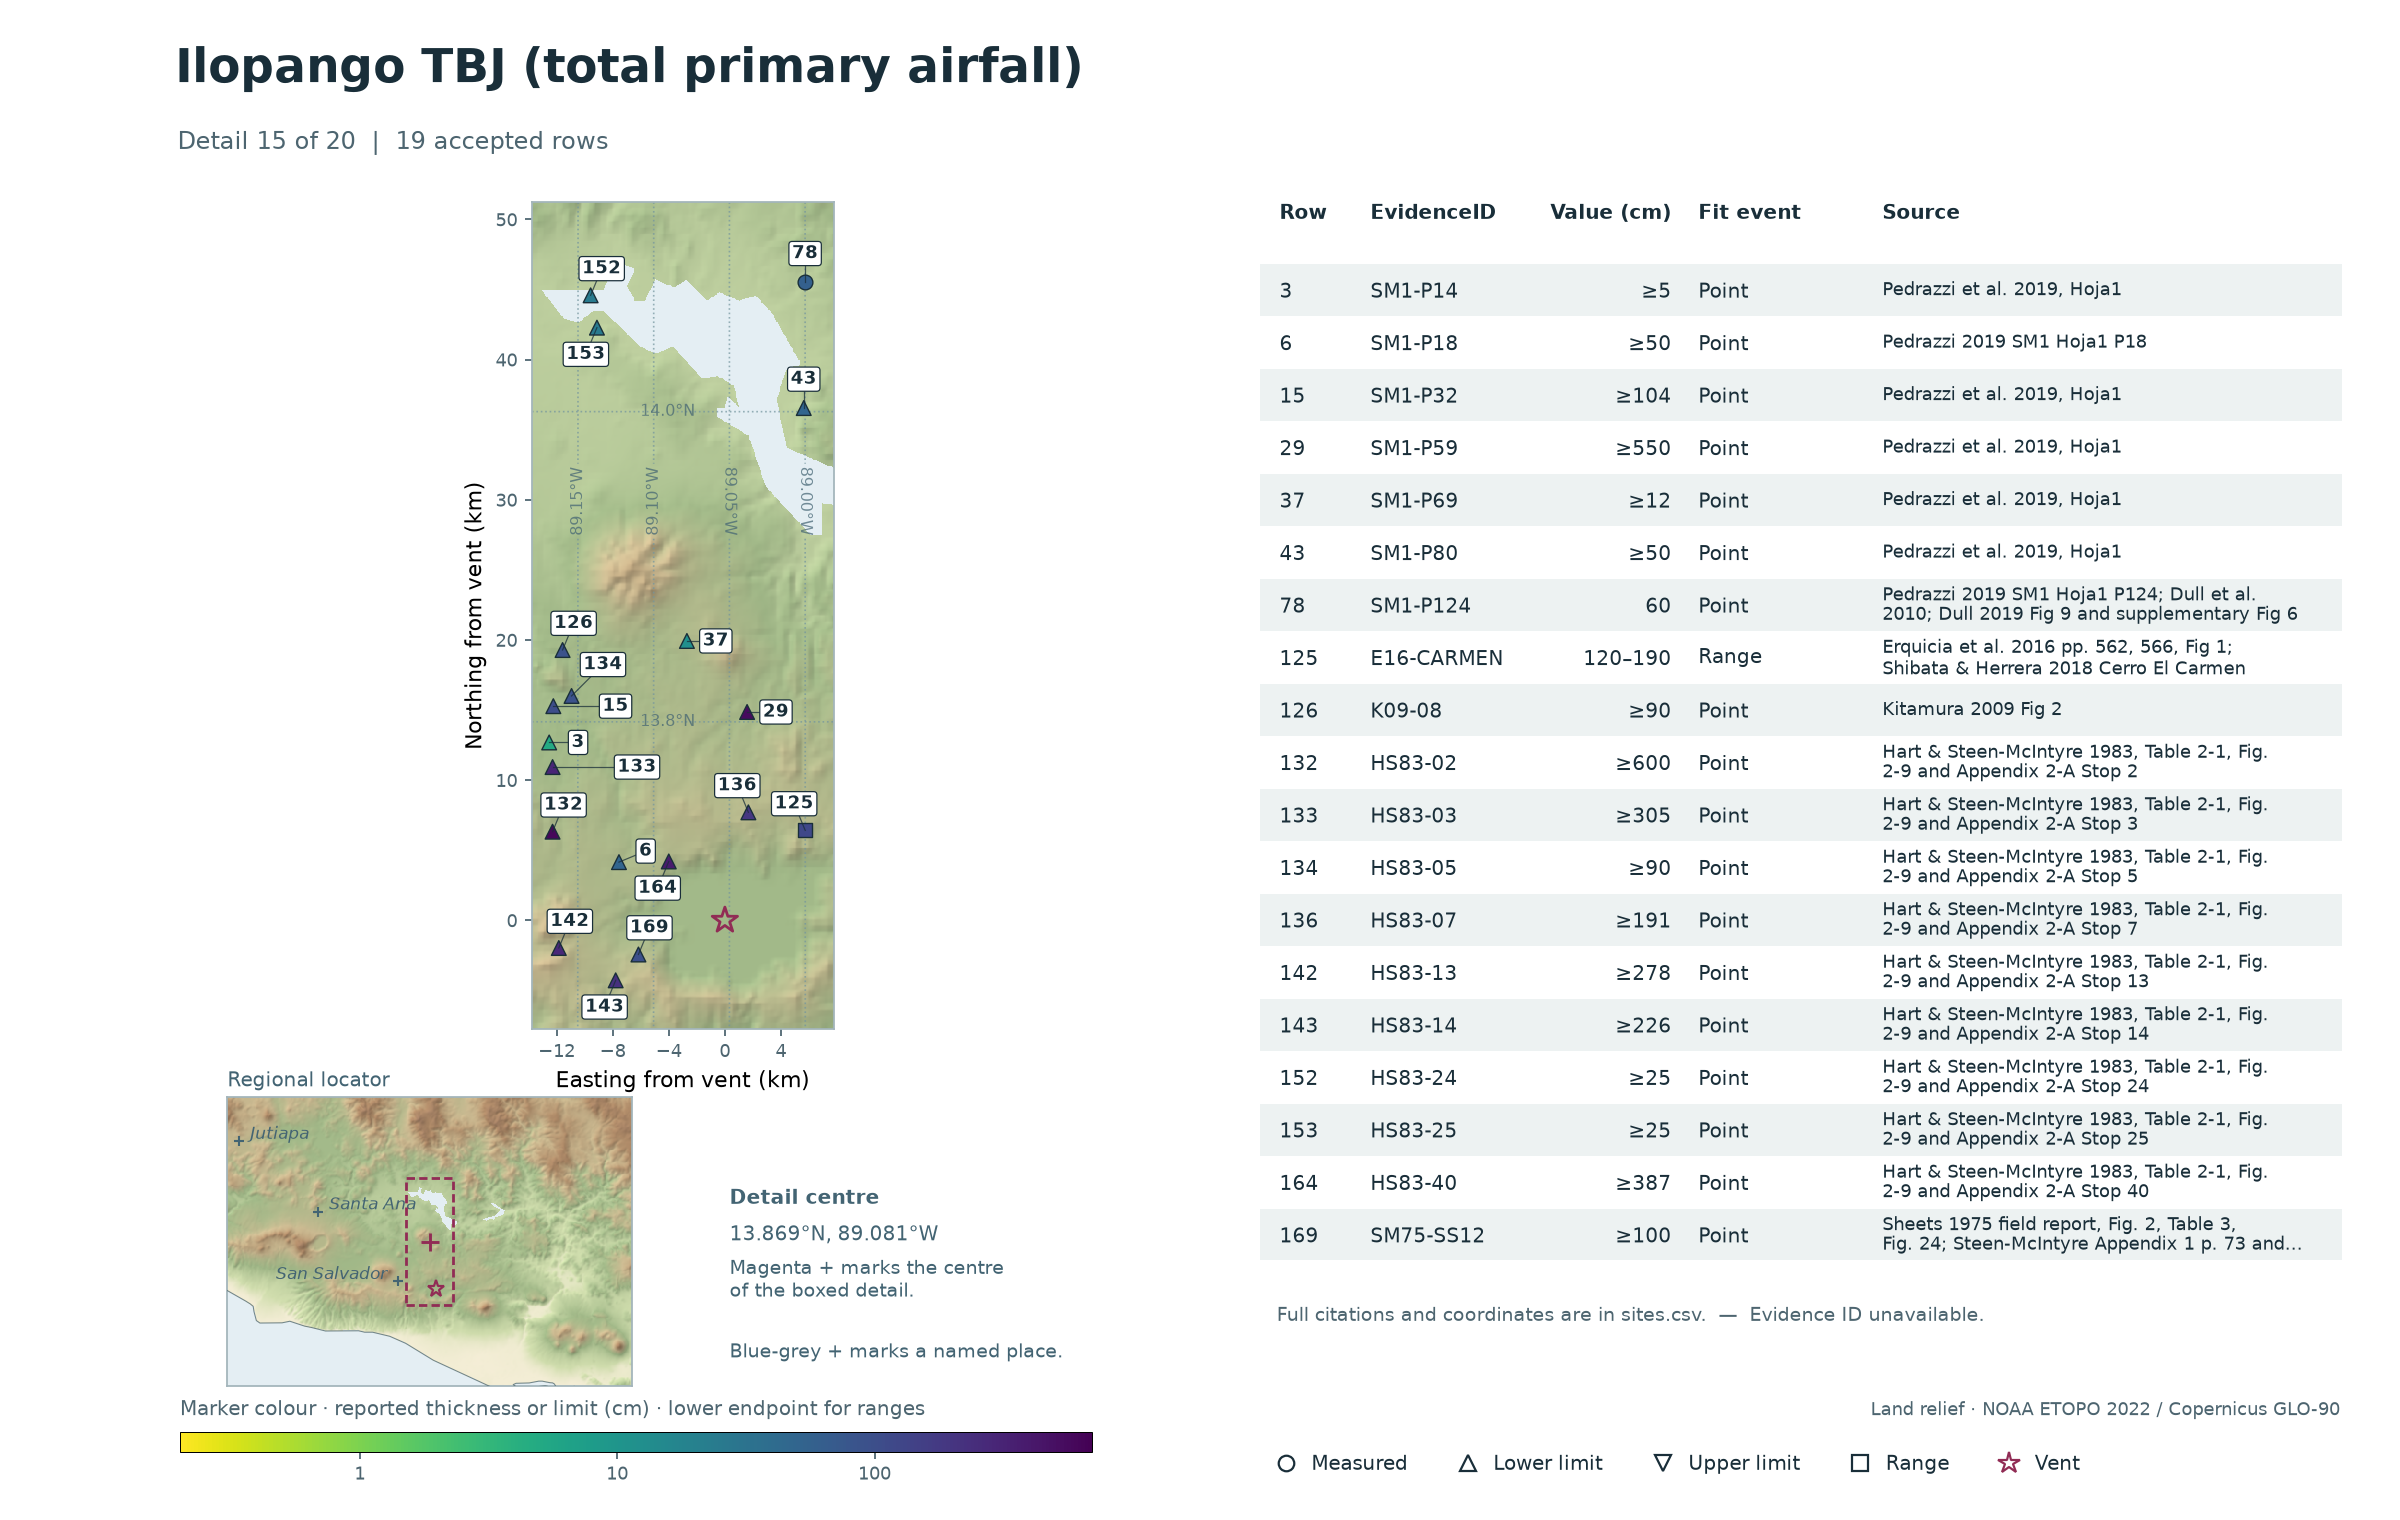 Ilopango TBJ (total primary airfall)
Detail 15 of 20 | 19 accepted rows
50
40
30
20
10
0
Northing from vent (km)
152
78
153
43
14.0°N
89.15°W
89.10°W
89.05°W
89.00°W
126
37
134
15
29
13.8°N
3
133
136
132
125
6
164
142
169
143
−12
−8
−4
0
4
Easting from vent (km)
Regional locator
Jutiapa
Santa Ana
San Salvador
Detail centre
13.869°N, 89.081°W
Magenta + marks the centre
of the boxed detail.
Blue-grey + marks a named place.
Marker colour · reported thickness or limit (cm) · lower endpoint for ranges
1
10
100
Row EvidenceID Value (cm) Fit event Source
3 SM1-P14 ≥5 Point Pedrazzi et al. 2019, Hoja1
6 SM1-P18 ≥50 Point Pedrazzi 2019 SM1 Hoja1 P18
15 SM1-P32 ≥104 Point Pedrazzi et al. 2019, Hoja1
29 SM1-P59 ≥550 Point Pedrazzi et al. 2019, Hoja1
37 SM1-P69 ≥12 Point Pedrazzi et al. 2019, Hoja1
43 SM1-P80 ≥50 Point Pedrazzi et al. 2019, Hoja1
78 SM1-P124 60 Point Pedrazzi 2019 SM1 Hoja1 P124; Dull et al.
2010; Dull 2019 Fig 9 and supplementary Fig 6
125 E16-CARMEN 120–190 Range Erquicia et al. 2016 pp. 562, 566, Fig 1;
Shibata & Herrera 2018 Cerro El Carmen
126 K09-08 ≥90 Point Kitamura 2009 Fig 2
132 HS83-02 ≥600 Point Hart & Steen-McIntyre 1983, Table 2-1, Fig.
2-9 and Appendix 2-A Stop 2
133 HS83-03 ≥305 Point Hart & Steen-McIntyre 1983, Table 2-1, Fig.
2-9 and Appendix 2-A Stop 3
134 HS83-05 ≥90 Point Hart & Steen-McIntyre 1983, Table 2-1, Fig.
2-9 and Appendix 2-A Stop 5
136 HS83-07 ≥191 Point Hart & Steen-McIntyre 1983, Table 2-1, Fig.
2-9 and Appendix 2-A Stop 7
142 HS83-13 ≥278 Point Hart & Steen-McIntyre 1983, Table 2-1, Fig.
2-9 and Appendix 2-A Stop 13
143 HS83-14 ≥226 Point Hart & Steen-McIntyre 1983, Table 2-1, Fig.
2-9 and Appendix 2-A Stop 14
152 HS83-24 ≥25 Point Hart & Steen-McIntyre 1983, Table 2-1, Fig.
2-9 and Appendix 2-A Stop 24
153 HS83-25 ≥25 Point Hart & Steen-McIntyre 1983, Table 2-1, Fig.
2-9 and Appendix 2-A Stop 25
164 HS83-40 ≥387 Point Hart & Steen-McIntyre 1983, Table 2-1, Fig.
2-9 and Appendix 2-A Stop 40
169 SM75-SS12 ≥100 Point Sheets 1975 field report, Fig. 2, Table 3,
Fig. 24; Steen-McIntyre Appendix 1 p. 73 and…
Full citations and coordinates are in sites.csv. — Evidence ID unavailable.
Land relief · NOAA ETOPO 2022 / Copernicus GLO-90
Measured Lower limit Upper limit Range Vent